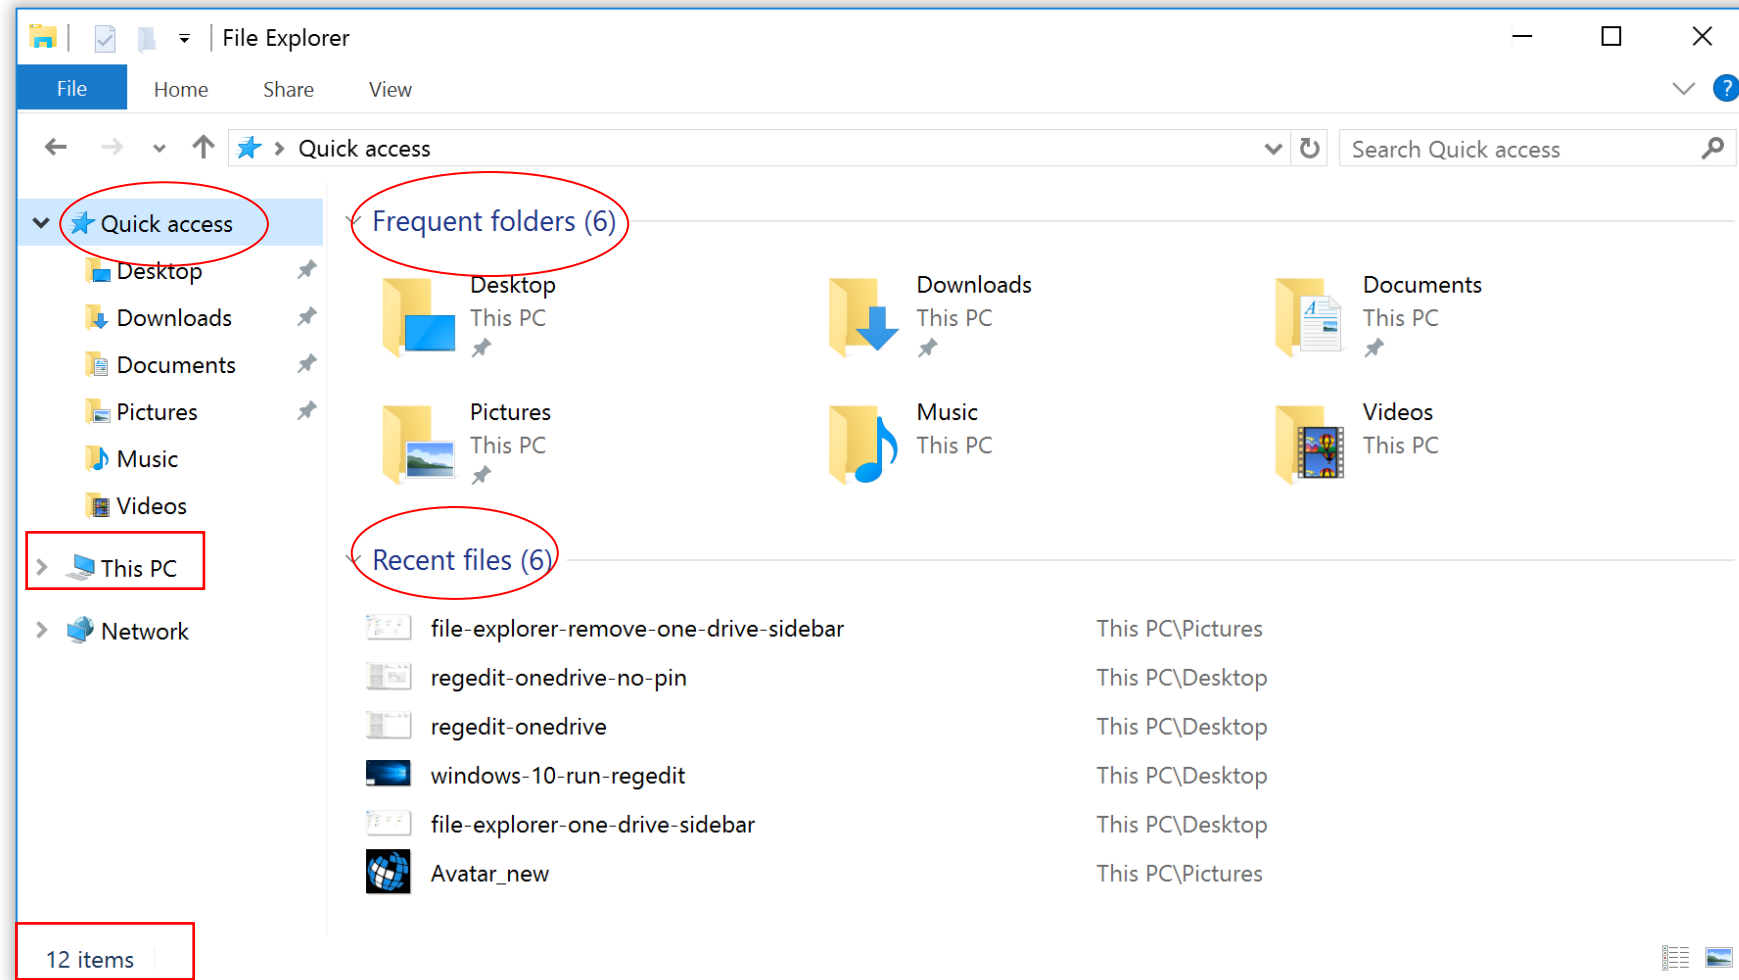 File Explorer
File Home Share View
?
Quick access
Search Quick access
Quick access
Desktop
Downloads
Documents
Pictures
Music
Videos
This PC
Network
Frequent folders (6)
Desktop
This PC
Downloads
This PC
Documents
This PC
Pictures
This PC
Music
This PC
Videos
This PC
Recent files (6)
file-explorer-remove-one-drive-sidebar This PC\Pictures
regedit-onedrive-no-pin This PC\Desktop
regedit-onedrive This PC\Desktop
windows-10-run-regedit This PC\Desktop
file-explorer-one-drive-sidebar This PC\Desktop
Avatar_new This PC\Pictures
12 items